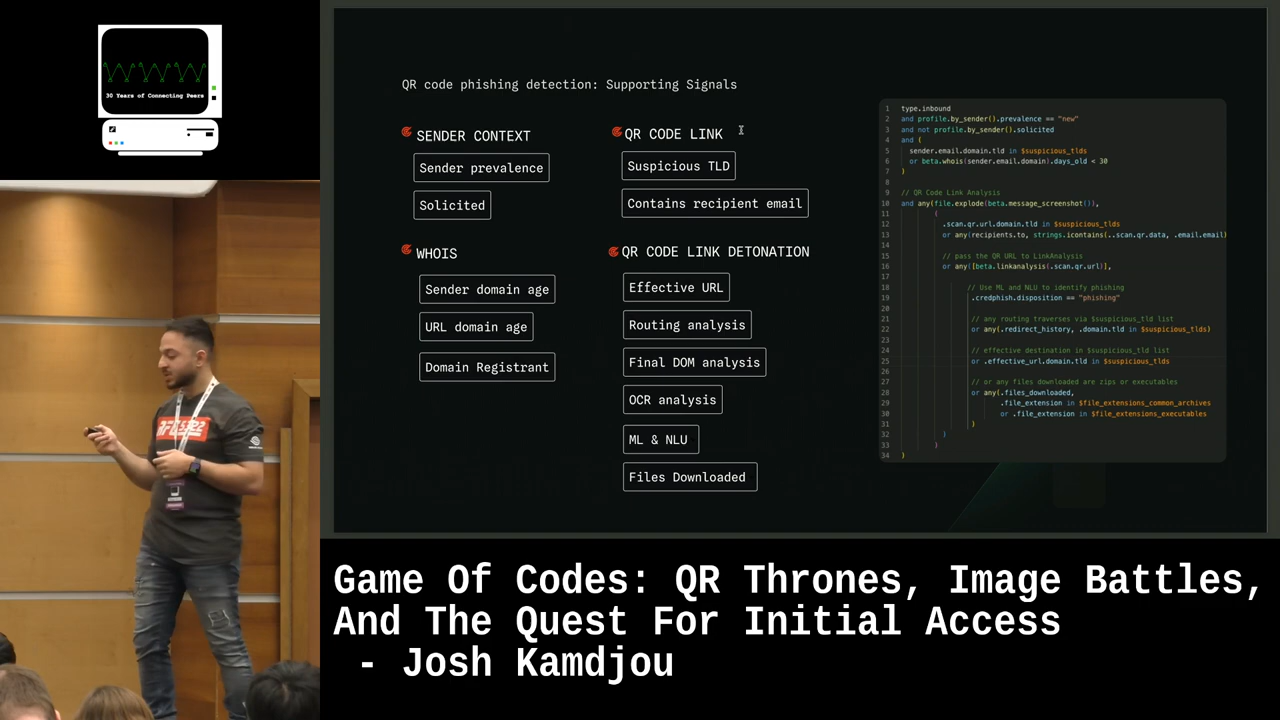 30 Years of Connecting Peers
QR code phishing detection: Supporting Signals
SENDER CONTEXT
Sender prevalence
Solicited
WHOIS
Sender domain age
URL domain age
Domain Registrant
QR CODE LINK
Suspicious TLD
Contains recipient email
QR CODE LINK DETONATION
Effective URL
Routing analysis
Final DOM analysis
OCR analysis
ML & NLU
Files Downloaded
1 type.inbound
2 and profile.by_sender().prevalence == "new"
3 and not profile.by_sender().solicited
4 and (
5 sender.email.domain.tld in $suspicious_tlds
6 or beta.whois(sender.email.domain).days_old < 30
7 )
8
9 // QR Code Link Analysis
10 and any(file.explode(beta.message_screenshot()),
11 (
12 .scan.qr.url.domain.tld in $suspicious_tlds
13 or any(recipients.to, strings.icontains(..scan.qr.data, .email.email)
14
15 // pass the QR URL to LinkAnalysis
16 or any([beta.linkanalysis(.scan.qr.url)],
17
18 // Use ML and NLU to identify phishing
19 .credphish.disposition == "phishing"
20
21 // any routing traverses via $suspicious_tld list
22 or any(.redirect_history, .domain.tld in $suspicious_tlds)
23
24 // effective destination in $suspicious_tld list
25 or .effective_url.domain.tld in $suspicious_tlds
26
27 // or any files downloaded are zips or executables
28 or any(.files_downloaded,
29 .file_extension in $file_extensions_common_archives
30 or .file_extension in $file_extensions_executables
31 )
32 )
33 )
34 )
Game Of Codes: QR Thrones, Image Battles,
And The Quest For Initial Access
- Josh Kamdjou